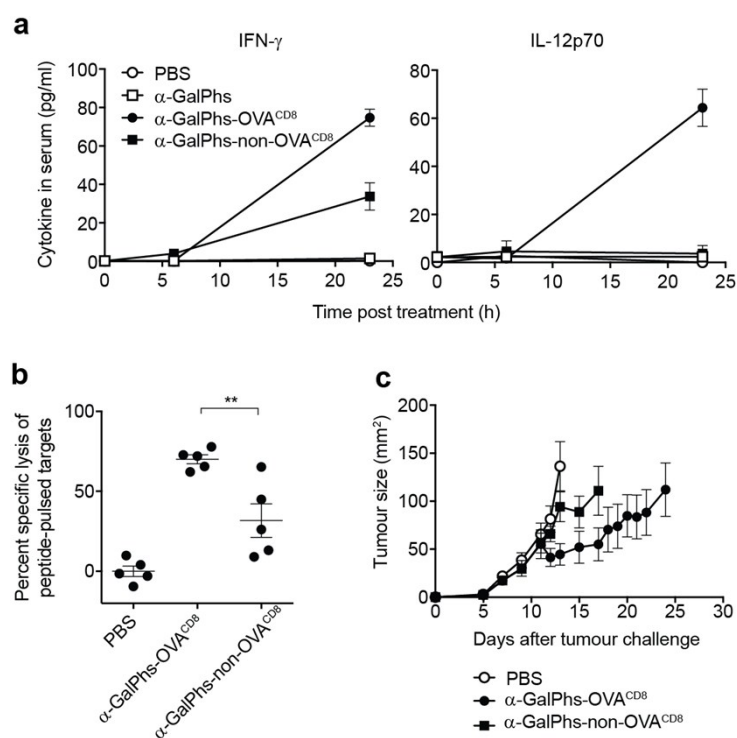 a
IFN-γ
IL-12p70
Cytokine in serum (pg/ml)
100
80
60
40
20
0
PBS
α-GalPhs
α-GalPhs-OVA^CD8
α-GalPhs-non-OVA^CD8
0
5
10
15
20
25
80
60
40
20
0
0
5
10
15
20
25
Time post treatment (h)
b
Percent specific lysis of
peptide-pulsed targets
100
50
0
**
PBS
α-GalPhs-OVA^CD8
α-GalPhs-non-OVA^CD8
c
Tumour size (mm²)
200
150
100
50
0
0
5
10
15
20
25
30
Days after tumour challenge
PBS
α-GalPhs-OVA^CD8
α-GalPhs-non-OVA^CD8